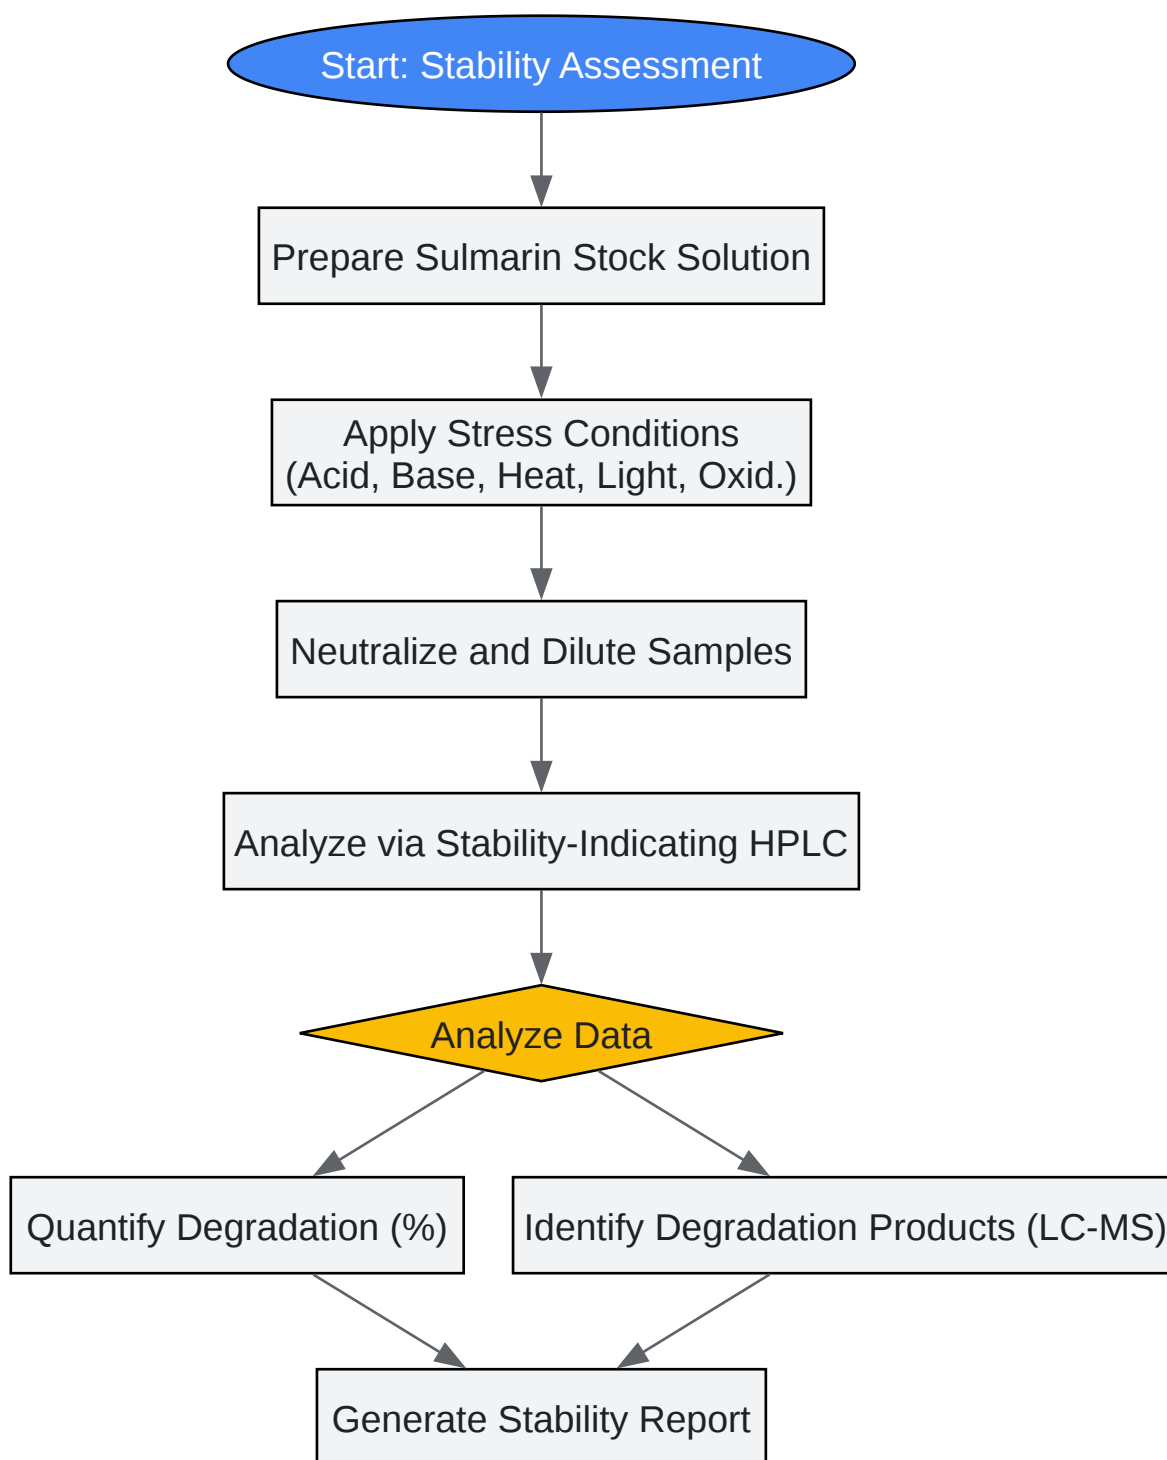 Start: Stability Assessment
Prepare Sulmarin Stock Solution
Apply Stress Conditions
(Acid, Base, Heat, Light, Oxid.)
Neutralize and Dilute Samples
Analyze via Stability-Indicating HPLC
Analyze Data
Quantify Degradation (%)
Identify Degradation Products (LC-MS)
Generate Stability Report